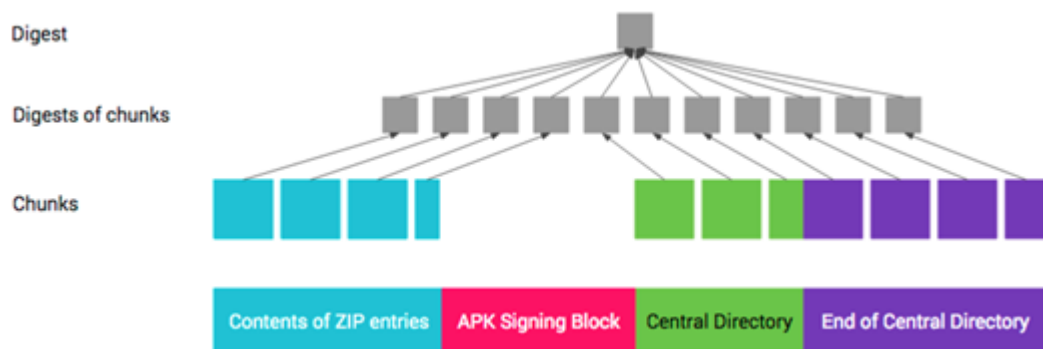 Digest
Digests of chunks
Chunks
Contents of ZIP entries
APK Signing Block
Central Directory
End of Central Directory